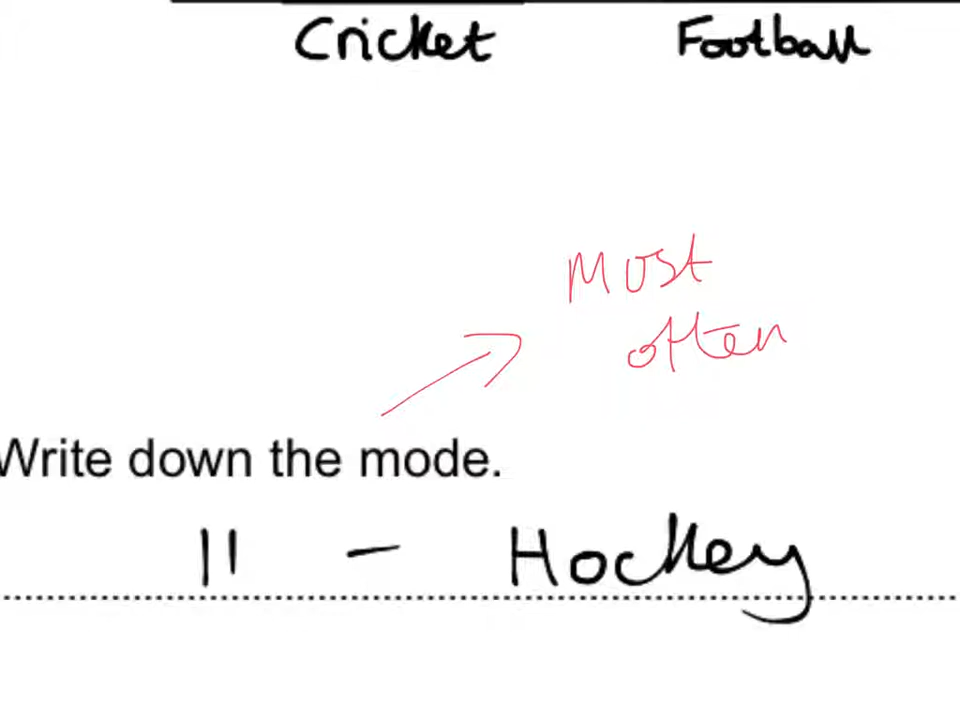 Cricket Football
Most
often
Write down the mode.
11 - Hockey